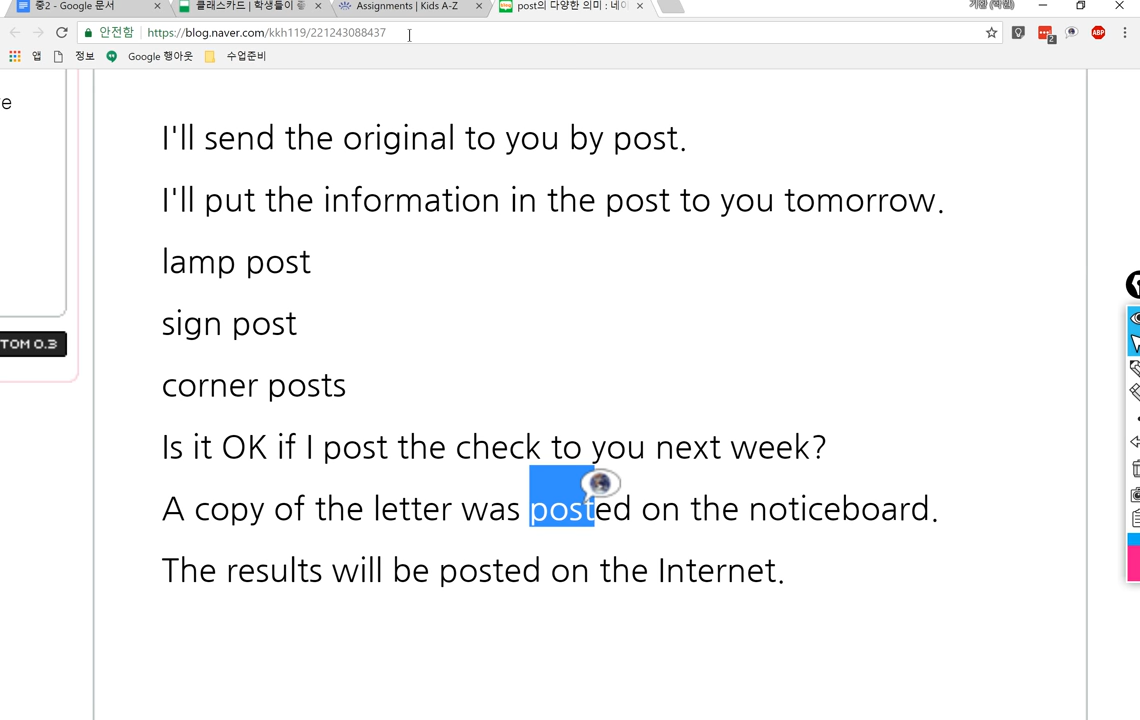 중2 - Google 문서
클래스카드 | 학생들이 좋
Assignments | Kids A-Z
post의 다양한 의미 : 네이
안전함
https://blog.naver.com/kkh119/221243088437
2
ABP
앱
정보
Google 행아웃
수업준비
e
TOM 0.3
I'll send the original to you by post.
I'll put the information in the post to you tomorrow.
lamp post
sign post
corner posts
Is it OK if I post the check to you next week?
A copy of the letter was posted on the noticeboard.
The results will be posted on the Internet.